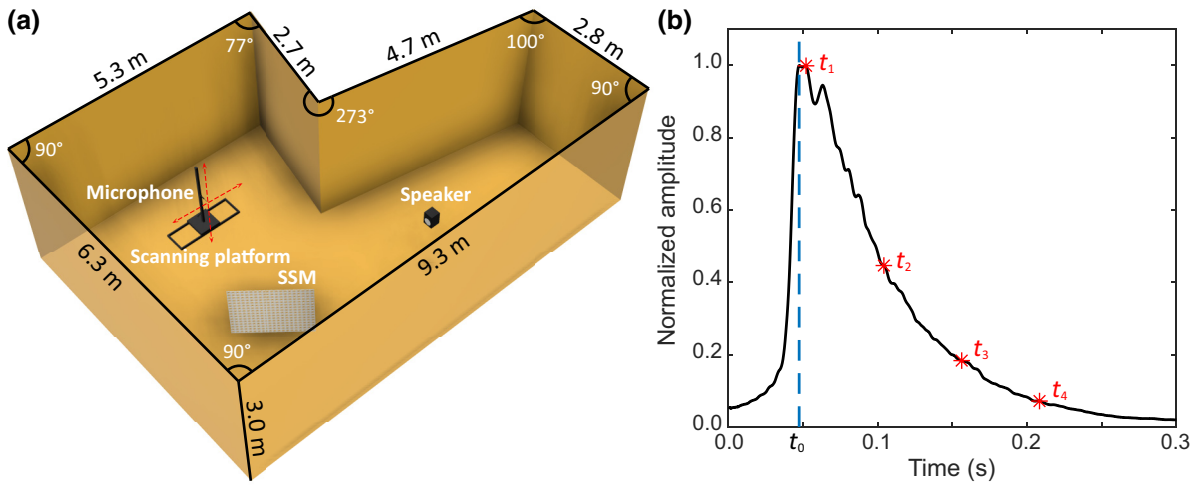 (a)
5.3 m
77°
2.7 m
4.7 m
100°
2.8 m
90°
273°
90°
Microphone
Speaker
Scanning platform
SSM
6.3 m
9.3 m
90°
3.0 m
(b)
Normalized amplitude
1.0
0.8
0.6
0.4
0.2
0.0
t₁
t₂
t₃
t₄
0.0
t₀
0.1
0.2
0.3
Time (s)